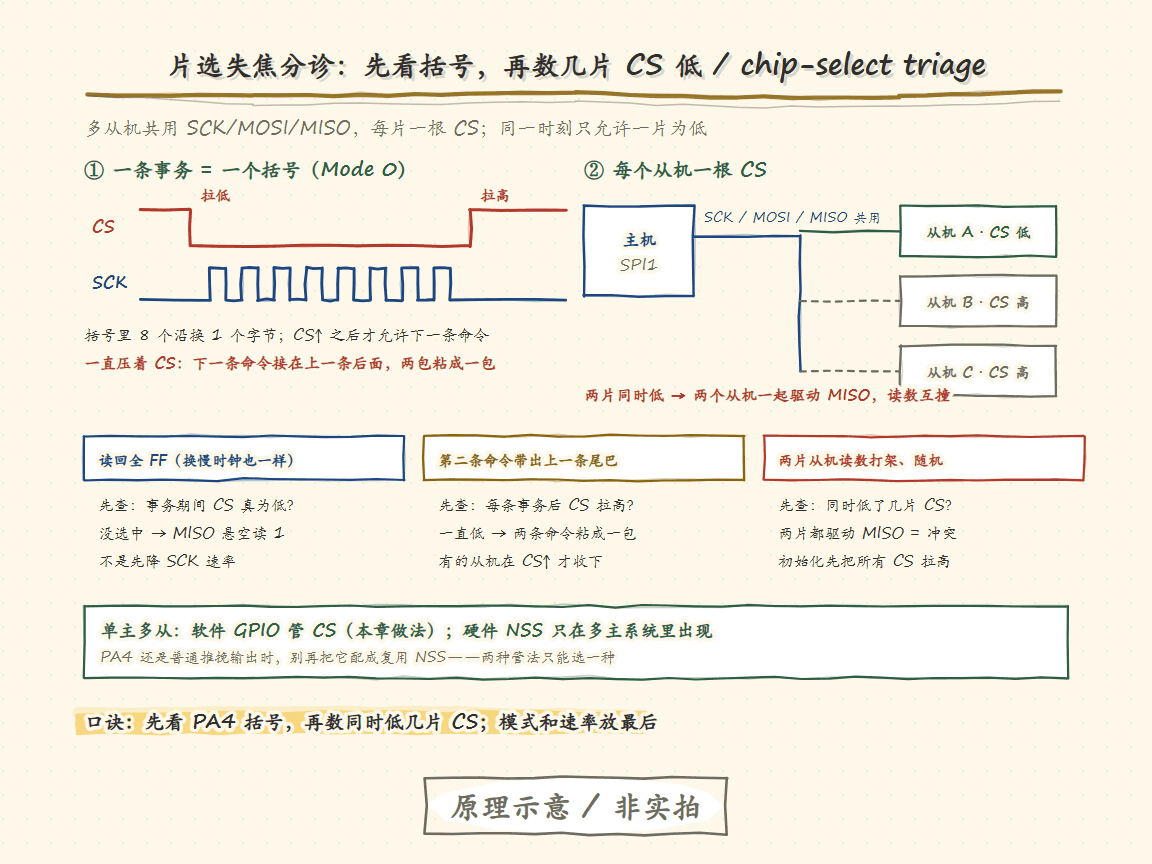 片选失焦分诊：先看括号，再数几片 CS 低 / chip-select triage
多从机共用 SCK/MOSI/MISO，每片一根 CS；同一时刻只允许一片为低
① 一条事务 = 一个括号（Mode 0）
拉低
拉高
CS
SCK
括号里 8 个沿换 1 个字节；CS↑ 之后才允许下一条命令
一直压着 CS：下一条命令接在上一条后面，两包粘成一包
② 每个从机一根 CS
主机
SPI1
SCK / MOSI / MISO 共用
从机 A · CS 低
从机 B · CS 高
从机 C · CS 高
两片同时低 → 两个从机一起驱动 MISO，读数互撞
读回全 FF（换慢时钟也一样）
先查：事务期间 CS 真为低?
没选中 → MISO 悬空读 1
不是先降 SCK 速率
第二条命令带出上一条尾巴
先查：每条事务后 CS 拉高?
一直低 → 两条命令粘成一包
有的从机在 CS↑ 才收下
两片从机读数打架、随机
先查：同时低了几片 CS?
两片都驱动 MISO = 冲突
初始化先把所有 CS 拉高
单主多从：软件 GPIO 管 CS（本章做法）；硬件 NSS 只在多主系统里出现
PA4 还是普通推挽输出时，别再把它配成复用 NSS——两种管法只能选一种
口诀：先看 PA4 括号，再数同时低几片 CS；模式和速率放最后
原理示意 / 非实拍